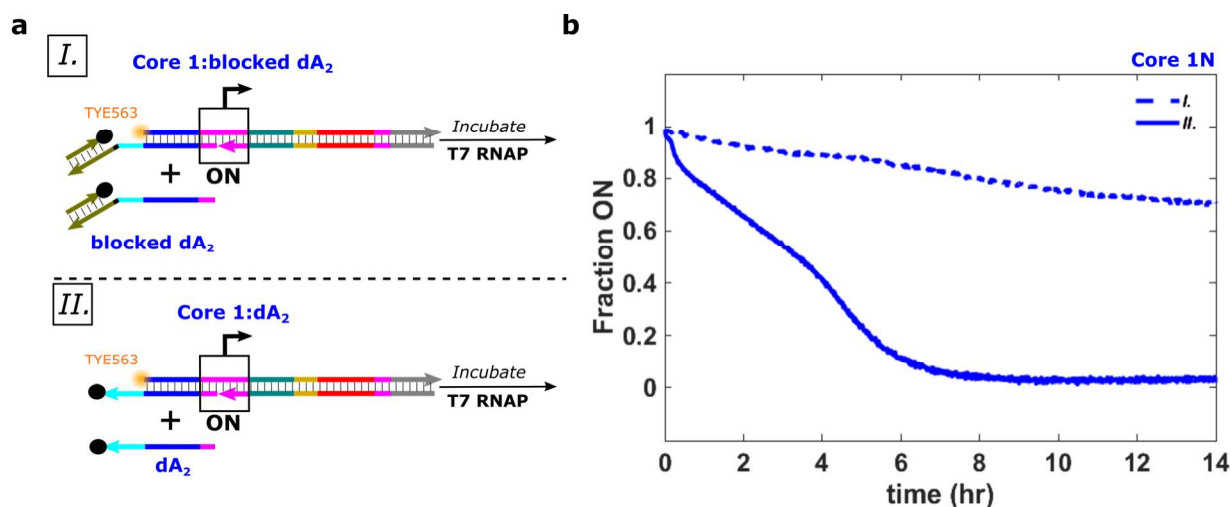 a
I.
Core 1:blocked dA₂
TYE563
Incubate
T7 RNAP
+
ON
blocked dA₂
II.
Core 1:dA₂
TYE563
Incubate
T7 RNAP
+
ON
dA₂
b
Core 1N
I.
II.
Fraction ON
1
0.8
0.6
0.4
0.2
0
0 2 4 6 8 10 12 14
time (hr)